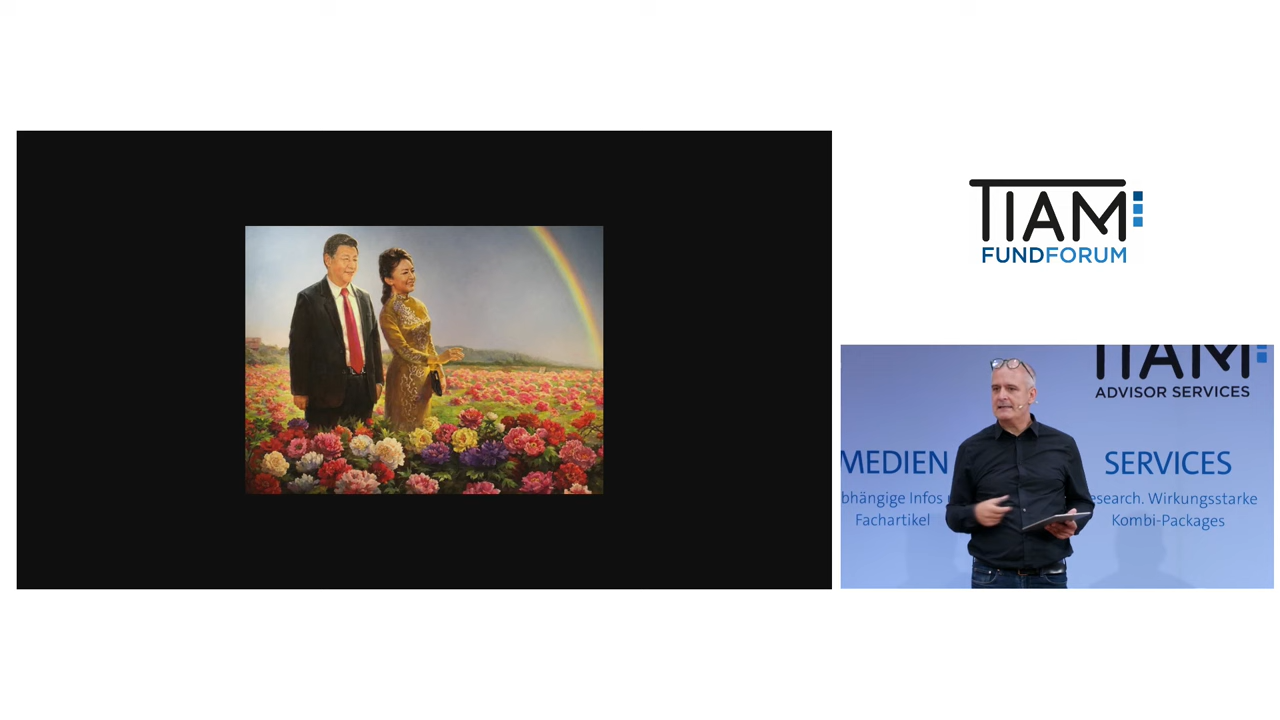 TIAM
FUNDFORUM
TIAM
ADVISOR SERVICES
MEDIEN
SERVICES
bhängige Infos
esearch. Wirkungsstarke
Fachartikel
Kombi-Packages